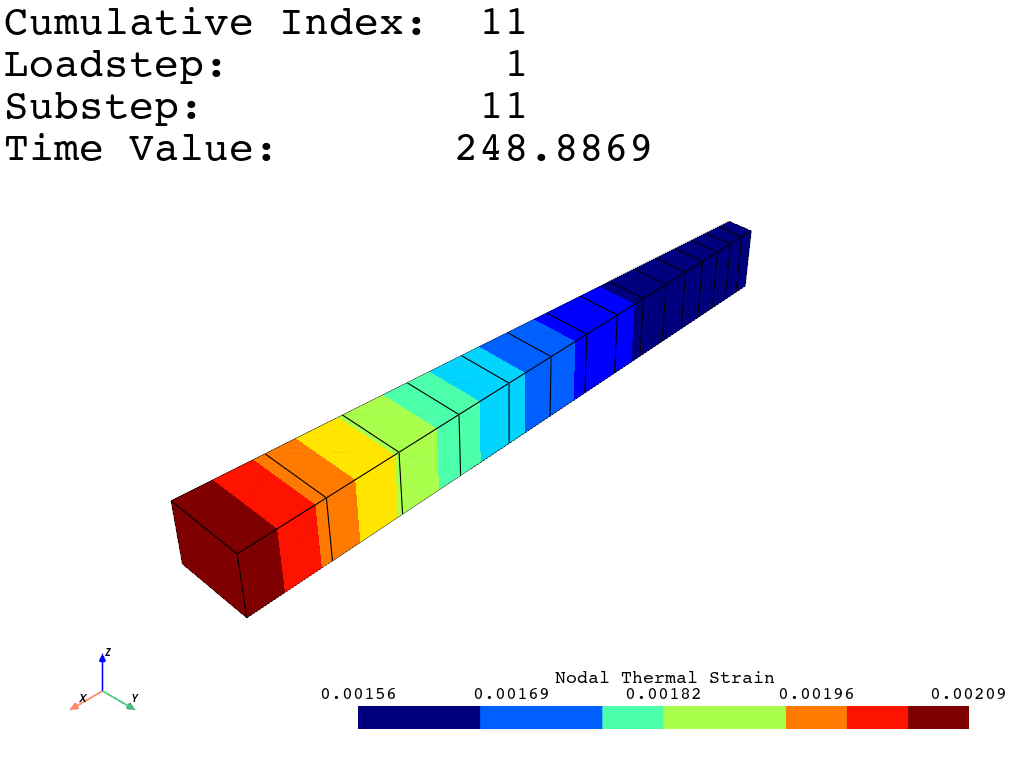 Cumulative Index: 11
Loadstep: 1
Substep: 11
Time Value: 248.8869
Z
X
Y
Nodal Thermal Strain
0.00156 0.00169 0.00182 0.00196 0.00209